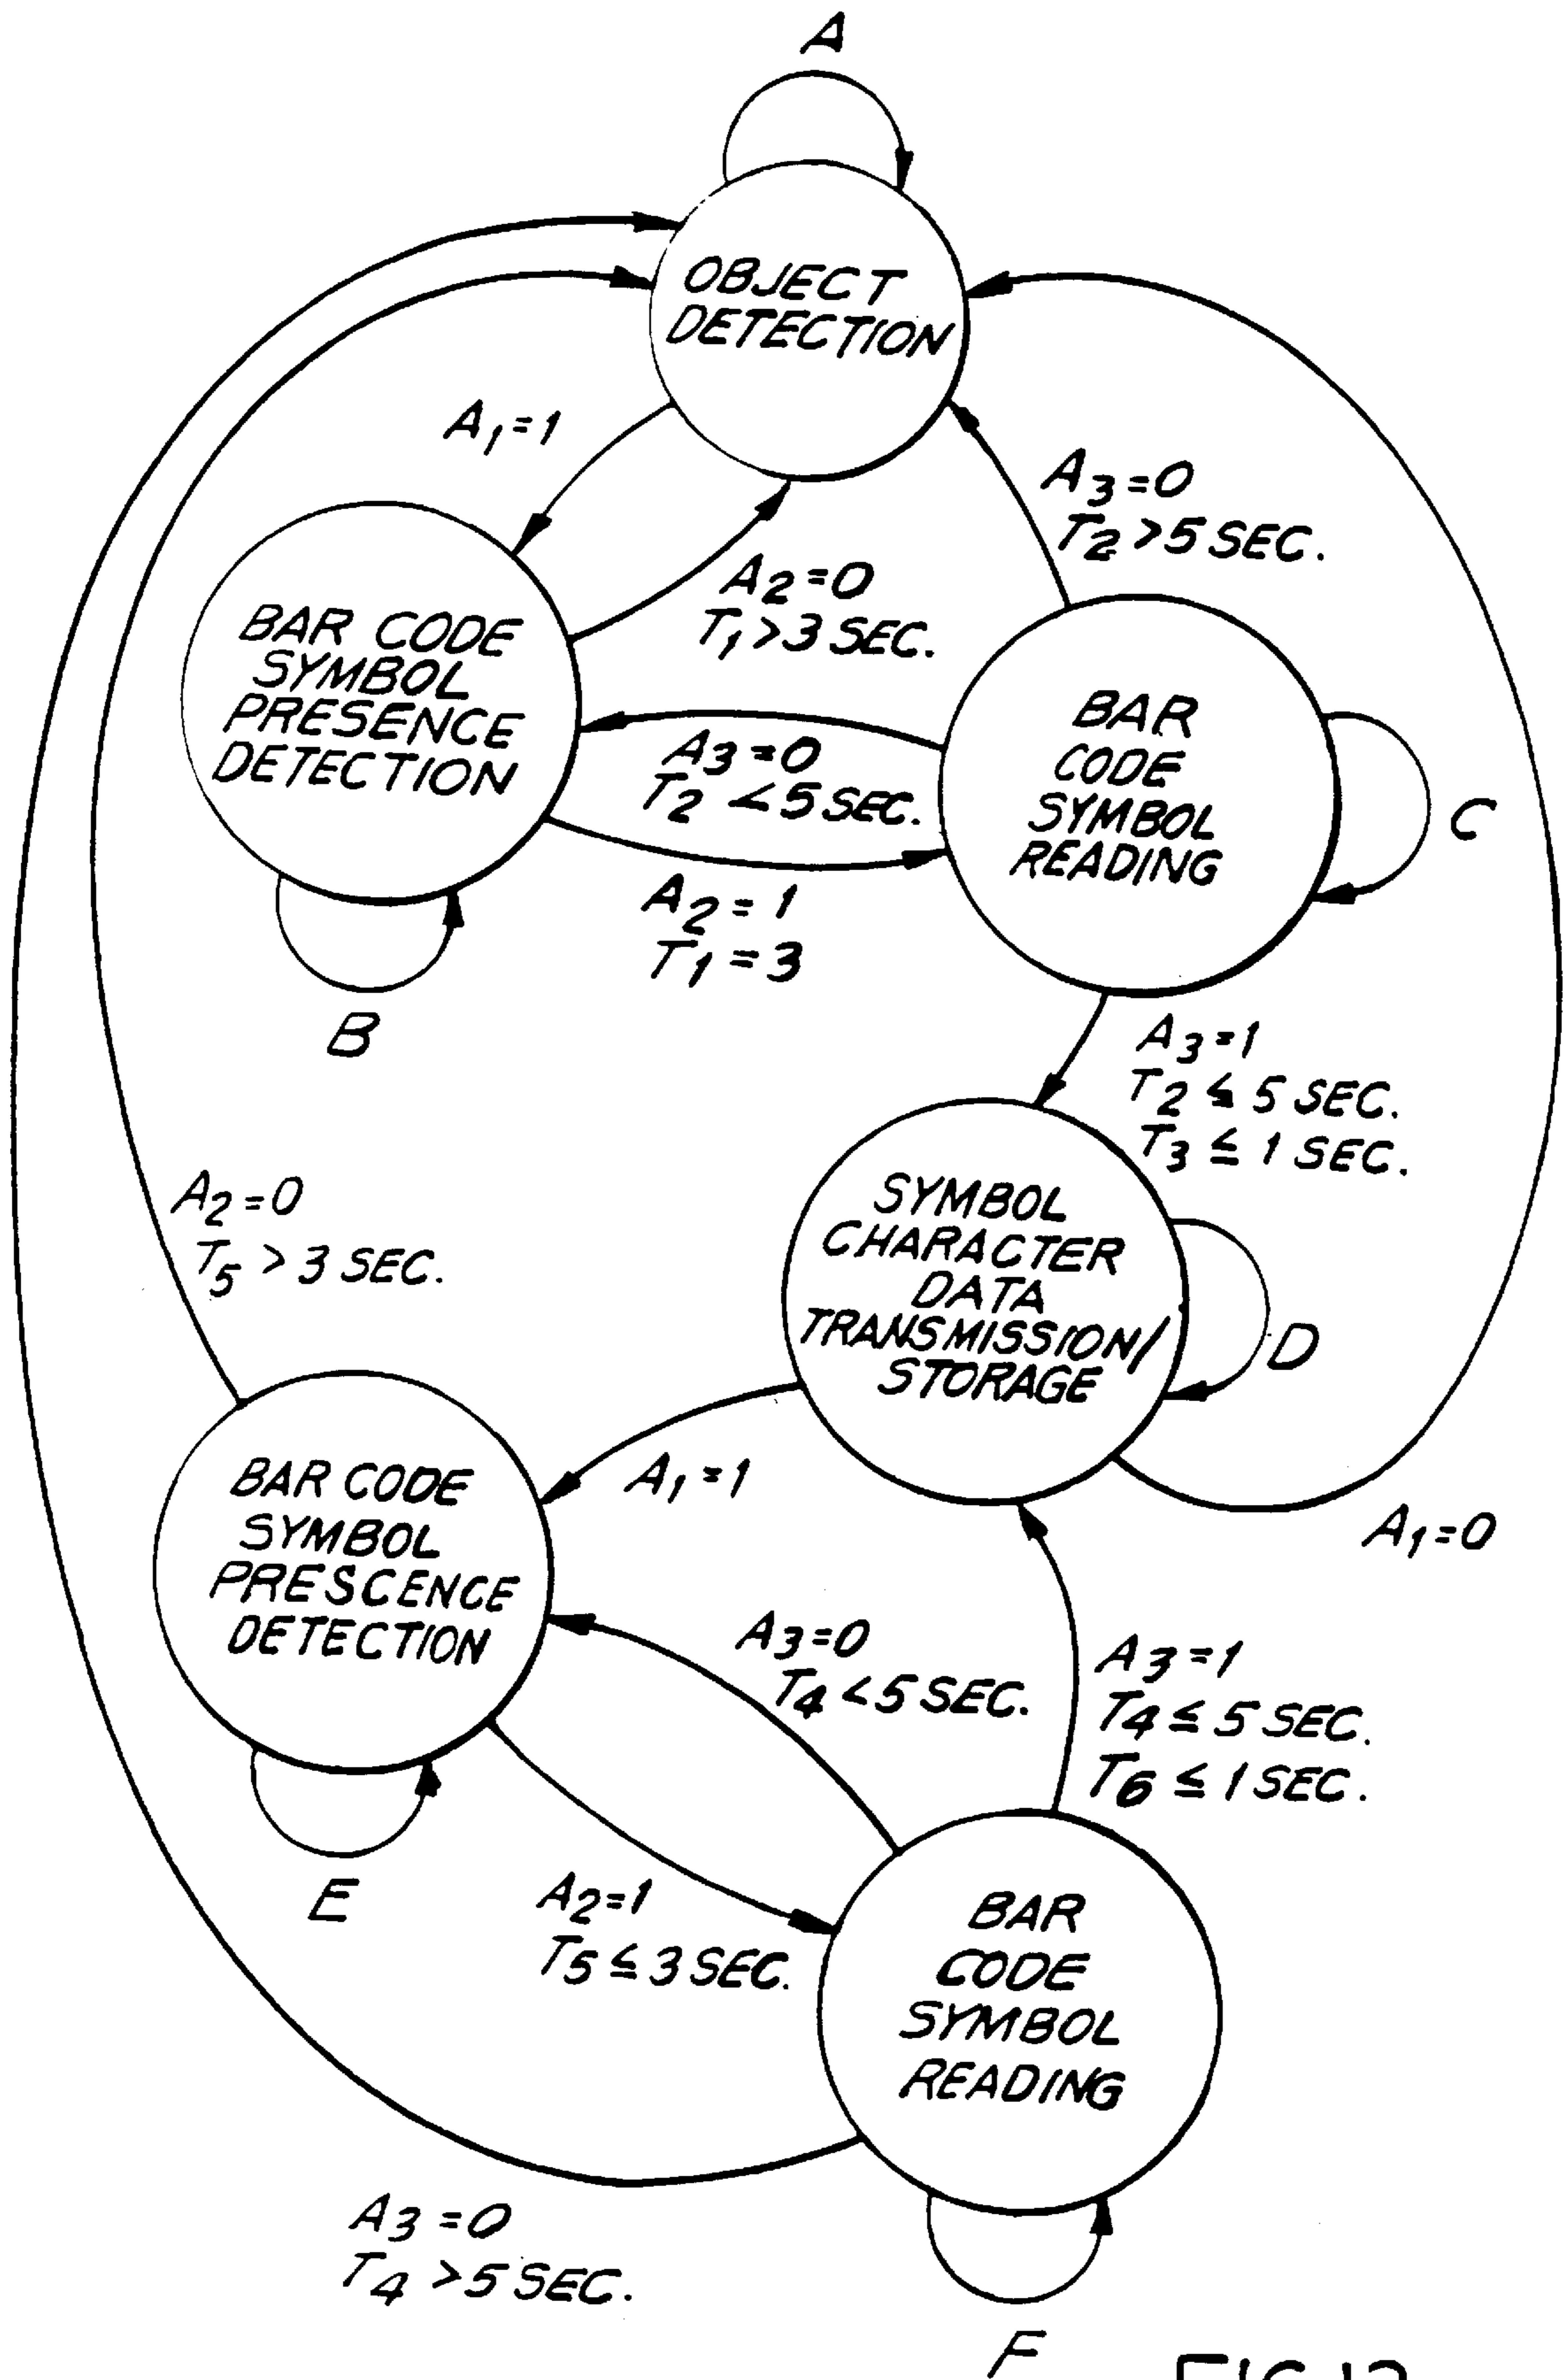 A
OBJECT
DETECTION
A1=1
A3=0
T2>5 SEC.
A2=0
T1>3 SEC.
BAR CODE
SYMBOL
PRESENCE
DETECTION
BAR
CODE
SYMBOL
READING
A3=0
T2<5 SEC.
C
A2=1
T1=3
B
A3=1
T2≤5 SEC.
T3≤1 SEC.
A2=0
T5>3 SEC.
SYMBOL
CHARACTER
DATA
TRANSMISSION/
STORAGE
D
A1=1
A1=0
BAR CODE
SYMBOL
PRESCENCE
DETECTION
A3=0
T4<5 SEC.
A3=1
T4≤5 SEC.
T6≤1 SEC.
E
A2=1
T5≤3 SEC.
BAR
CODE
SYMBOL
READING
A3=0
T4>5 SEC.
F